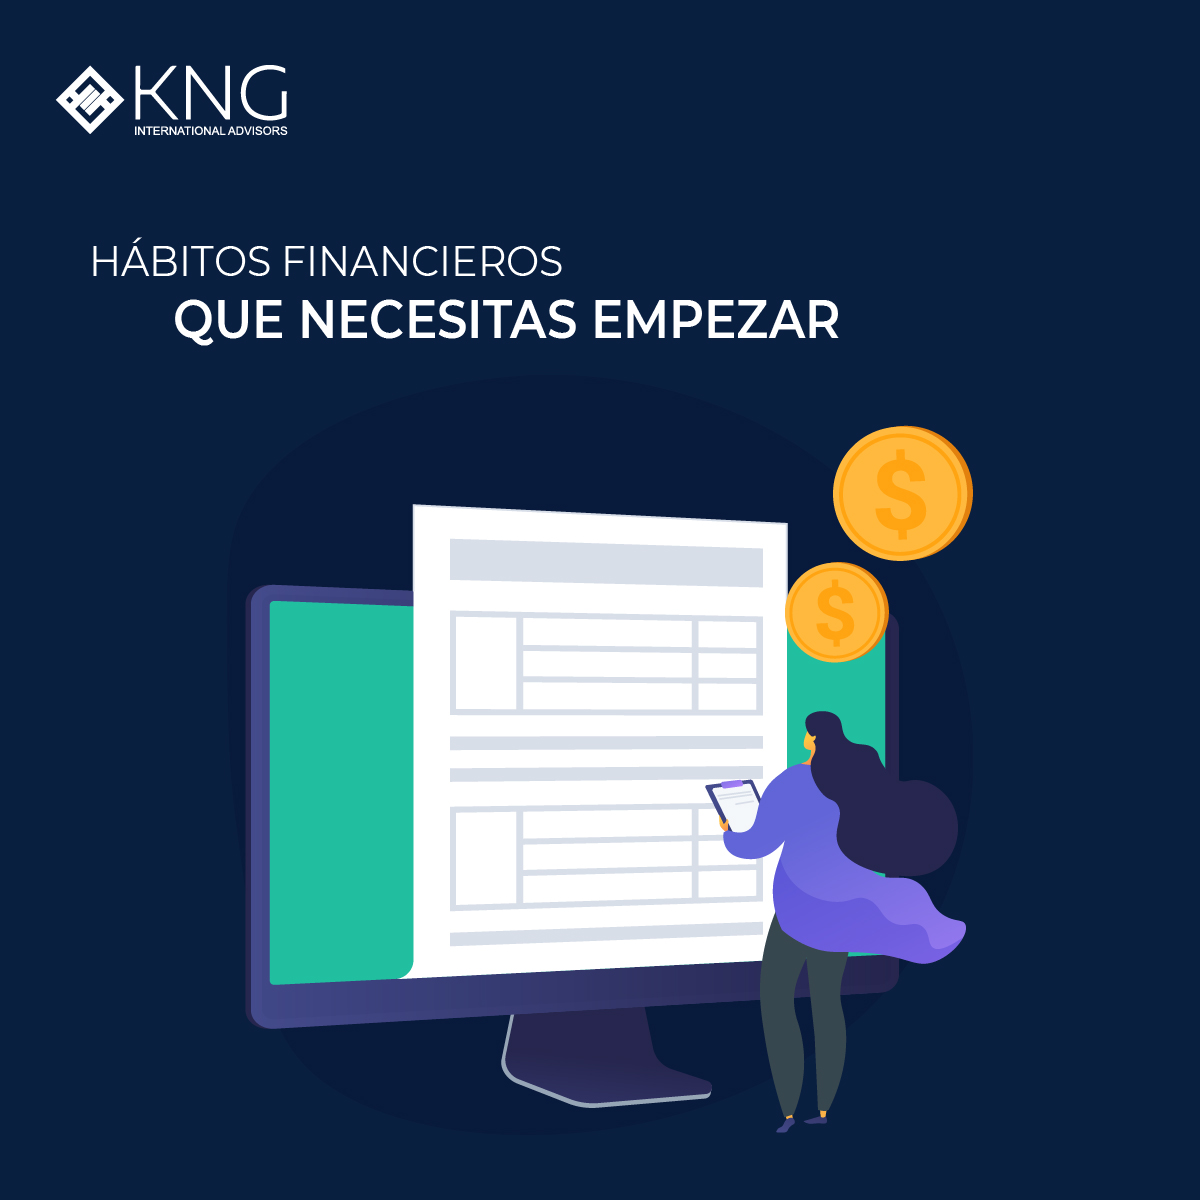 KNG
INTERNATIONAL ADVISORS
HÁBITOS FINANCIEROS
QUE NECESITAS EMPEZAR
$
$